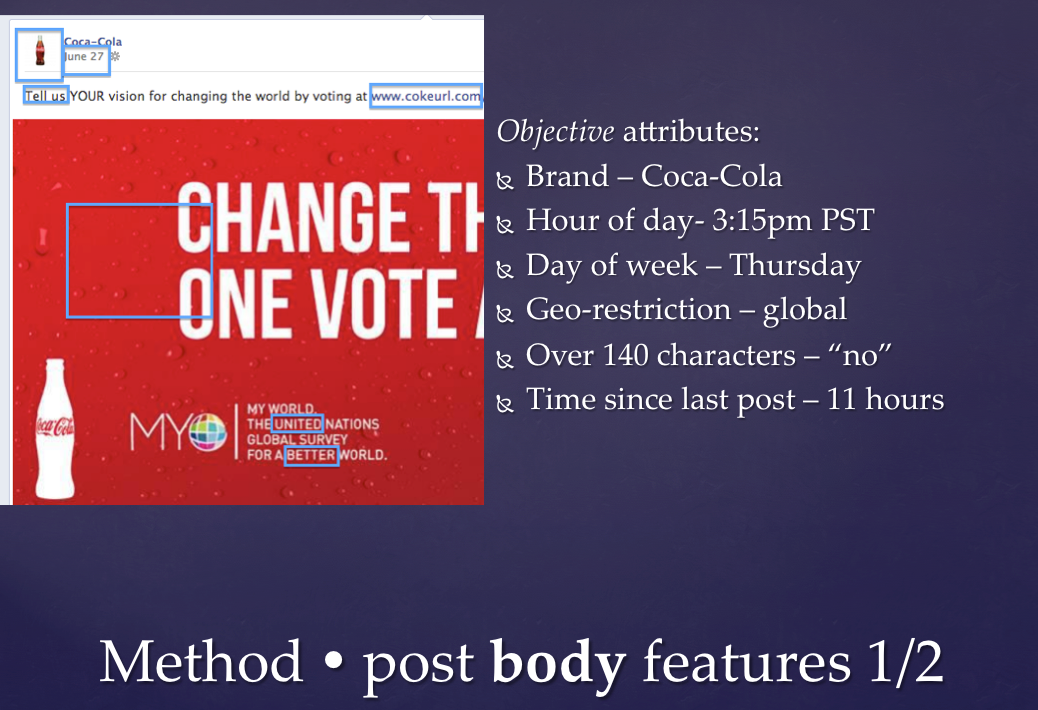 Coca-Cola
June 27
Tell us YOUR vision for changing the world by voting at www.cokeurl.com
CHANGE TH
ONE VOTE A
Coca-Cola
MY
MY WORLD.
THE UNITED NATIONS
GLOBAL SURVEY
FOR A BETTER WORLD.
Objective attributes:
Brand – Coca-Cola
Hour of day- 3:15pm PST
Day of week – Thursday
Geo-restriction – global
Over 140 characters – “no”
Time since last post – 11 hours
Method • post body features 1/2